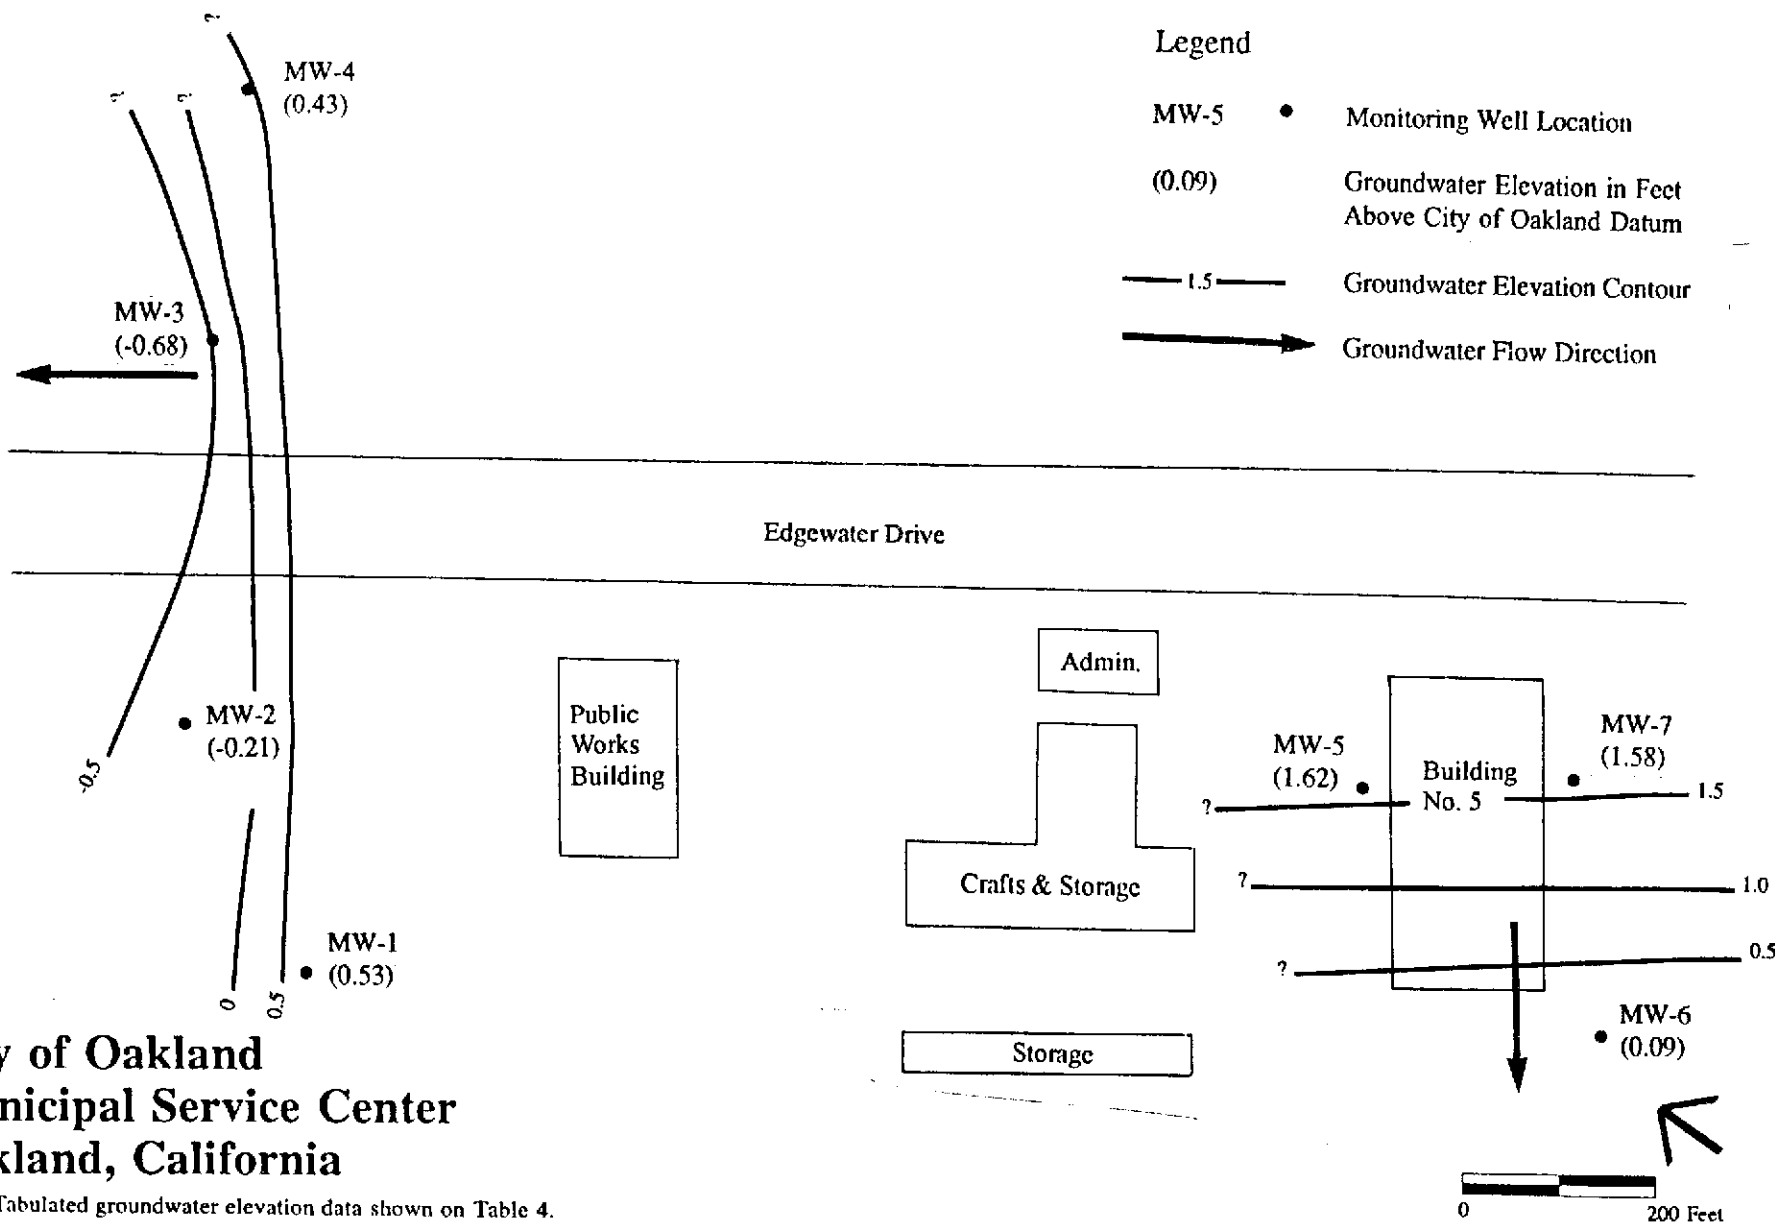 ?
MW-4
(0.43)
?
?
MW-3
(-0.68)
Legend
MW-5
Monitoring Well Location
(0.09)
Groundwater Elevation in Feet
Above City of Oakland Datum
1.5
Groundwater Elevation Contour
Groundwater Flow Direction
Edgewater Drive
MW-2
(-0.21)
-0.5
Public
Works
Building
Admin.
Crafts & Storage
MW-5
(1.62)
Building
No. 5
MW-7
(1.58)
?
1.5
?
1.0
?
0.5
MW-1
(0.53)
0
0.5
Storage
MW-6
(0.09)
y of Oakland
nicipal Service Center
kland, California
Tabulated groundwater elevation data shown on Table 4.
0
200 Feet